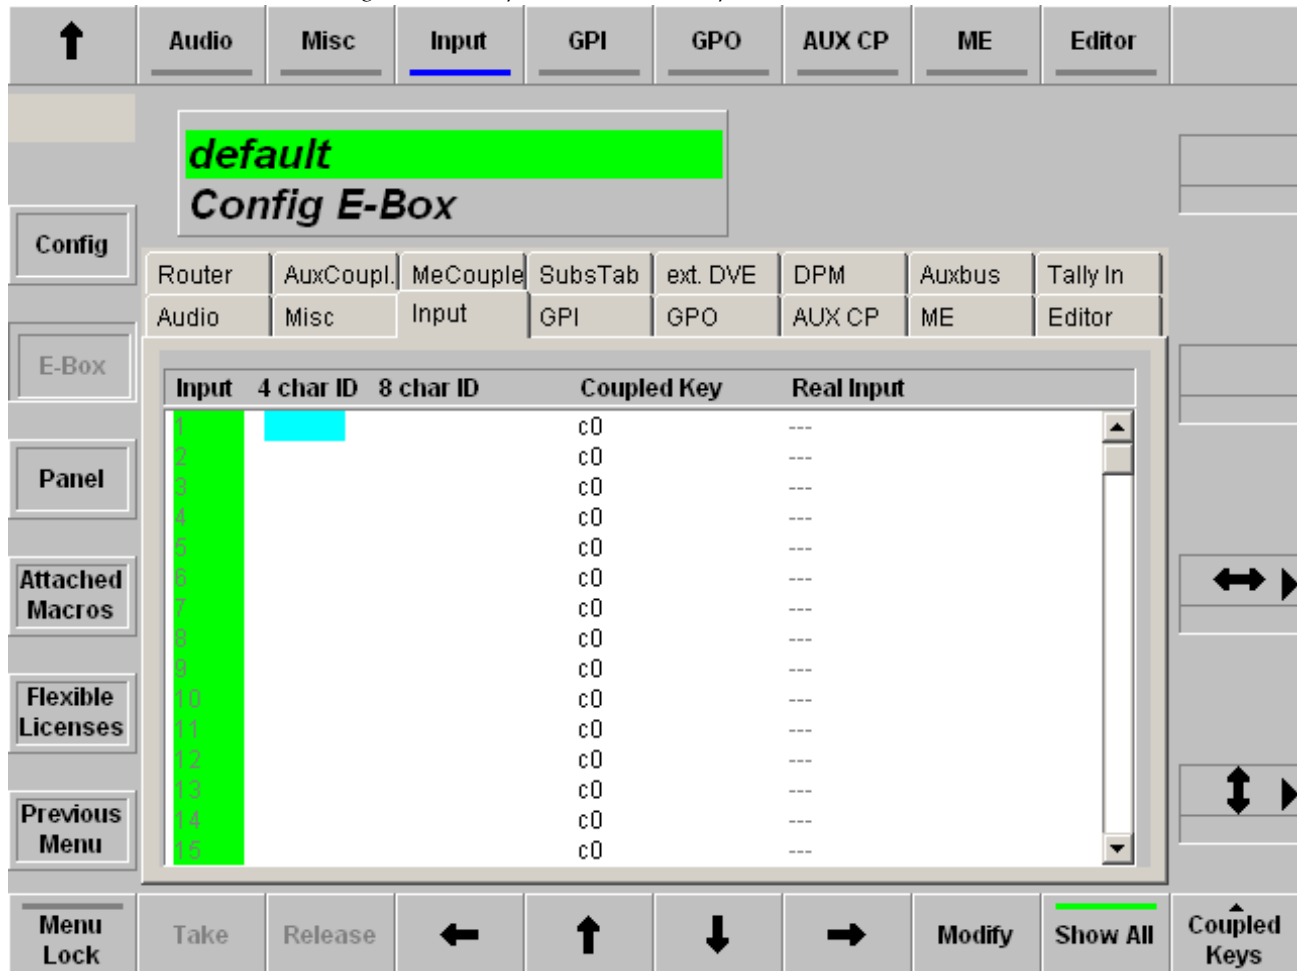 Audio Misc Input GPI GPO AUX CP ME Editor
default
Config E-Box
Config
E-Box
Panel
Attached
Macros
Flexible
Licenses
Previous
Menu
Router AuxCoupl. MeCouple SubsTab ext. DVE DPM Auxbus Tally In
Audio Misc Input GPI GPO AUX CP ME Editor
Input 4 char ID 8 char ID Coupled Key Real Input
1 c0 ---
2 c0 ---
3 c0 ---
4 c0 ---
5 c0 ---
6 c0 ---
7 c0 ---
8 c0 ---
9 c0 ---
10 c0 ---
11 c0 ---
12 c0 ---
13 c0 ---
14 c0 ---
15 c0 ---
Menu
Lock
Take Release Modify Show All
Coupled
Keys